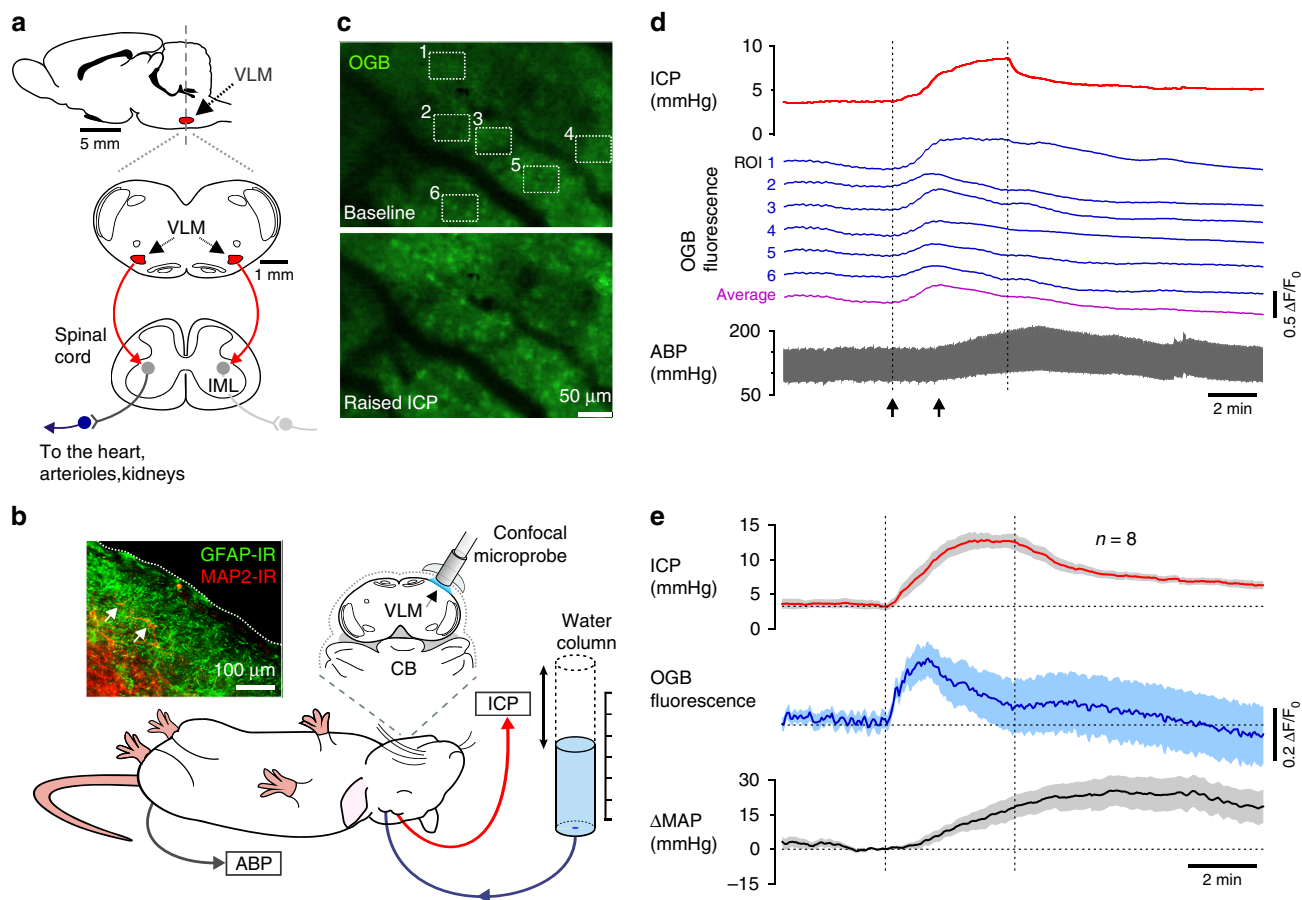 a
VLM
5 mm
VLM
1 mm
Spinal
cord
IML
To the heart,
arterioles,kidneys
b
GFAP-IR
MAP2-IR
100 µm
Confocal
microprobe
VLM
CB
Water
column
ICP
ABP
c
OGB
1
2
3
4
5
6
Baseline
Raised ICP
50 µm
d
ICP
(mmHg)
10
5
0
OGB
fluorescence
ROI 1
2
3
4
5
6
Average
0.5 ΔF/F0
ABP
(mmHg)
200
50
2 min
e
ICP
(mmHg)
15
10
5
0
n = 8
OGB
fluorescence
0.2 ΔF/F0
ΔMAP
(mmHg)
30
15
0
–15
2 min